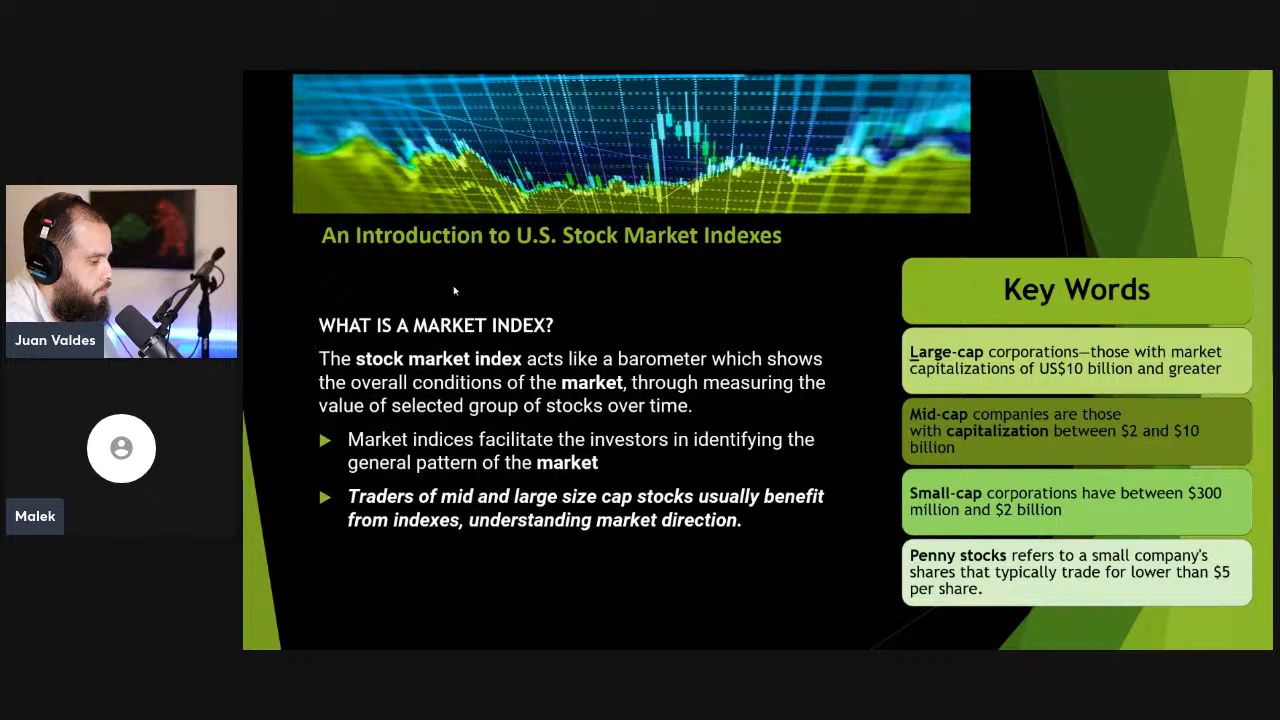 An Introduction to U.S. Stock Market Indexes
WHAT IS A MARKET INDEX?
The stock market index acts like a barometer which shows
the overall conditions of the market, through measuring the
value of selected group of stocks over time.
Market indices facilitate the investors in identifying the
general pattern of the market
Traders of mid and large size cap stocks usually benefit
from indexes, understanding market direction.
Key Words
Large-cap corporations—those with market
capitalizations of US$10 billion and greater
Mid-cap companies are those
with capitalization between $2 and $10
billion
Small-cap corporations have between $300
million and $2 billion
Penny stocks refers to a small company's
shares that typically trade for lower than $5
per share.
Juan Valdes
Malek